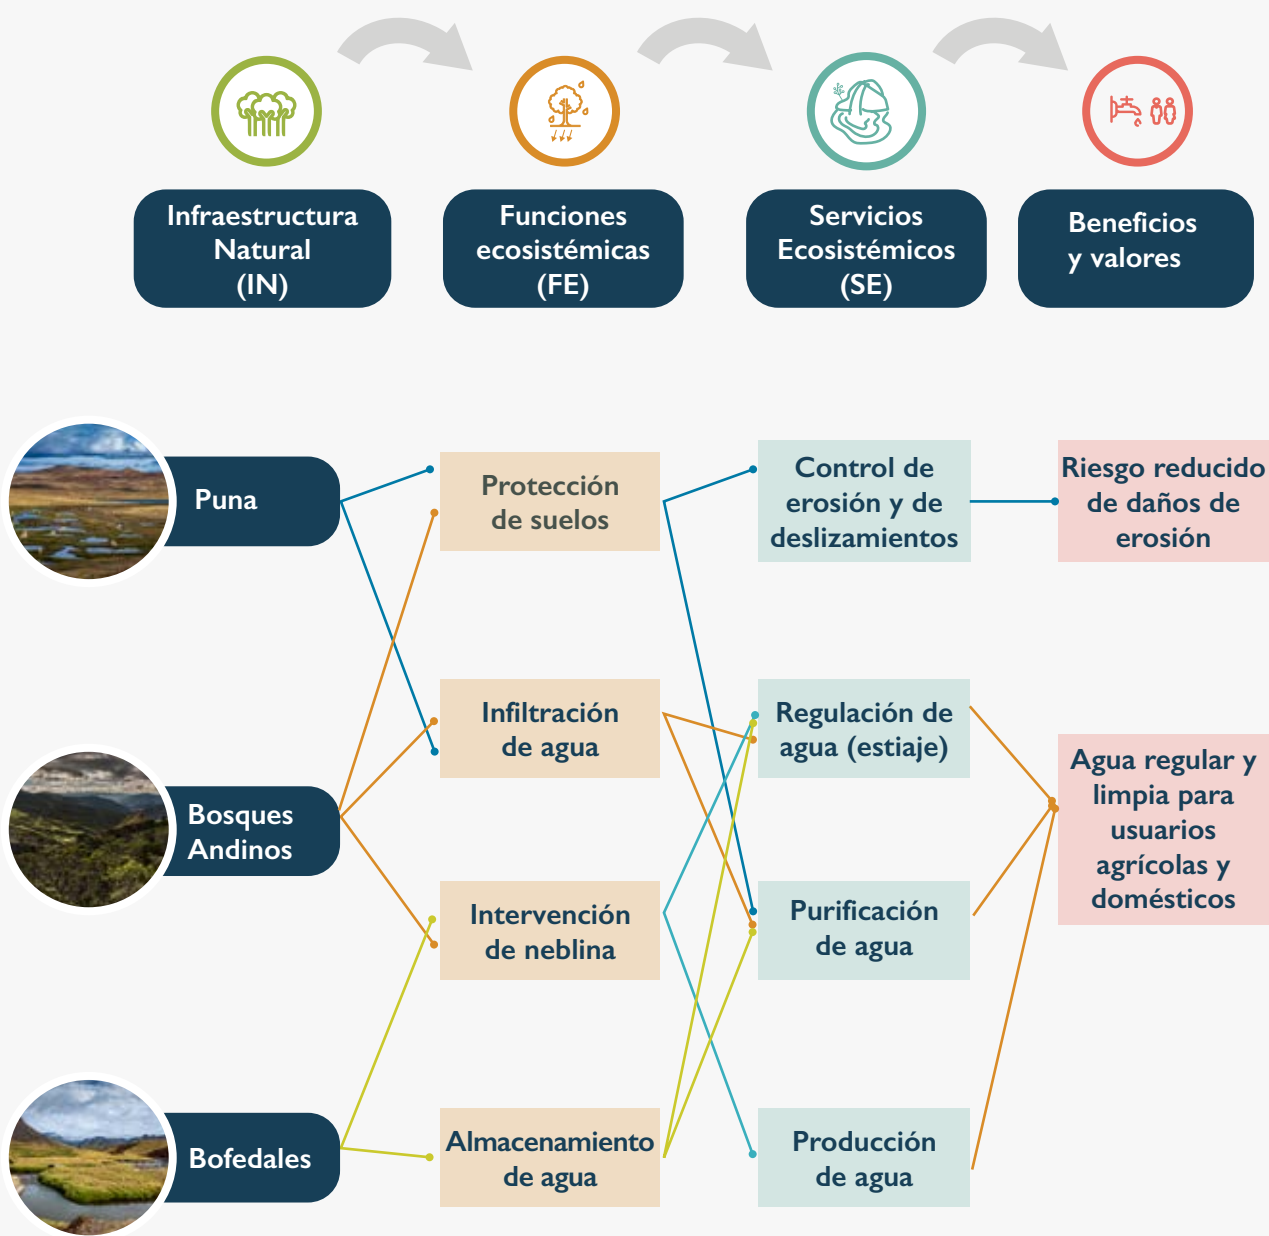 Infraestructura
Natural
(IN)
Funciones
ecosistémicas
(FE)
Servicios
Ecosistémicos
(SE)
Beneficios
y valores
Puna
Protección
de suelos
Control de
erosión y de
deslizamientos
Riesgo reducido
de daños de
erosión
Infiltración
de agua
Regulación de
agua (estiaje)
Agua regular y
limpia para
usuarios
agrícolas y
domésticos
Bosques
Andinos
Intervención
de neblina
Purificación
de agua
Bofedales
Almacenamiento
de agua
Producción
de agua